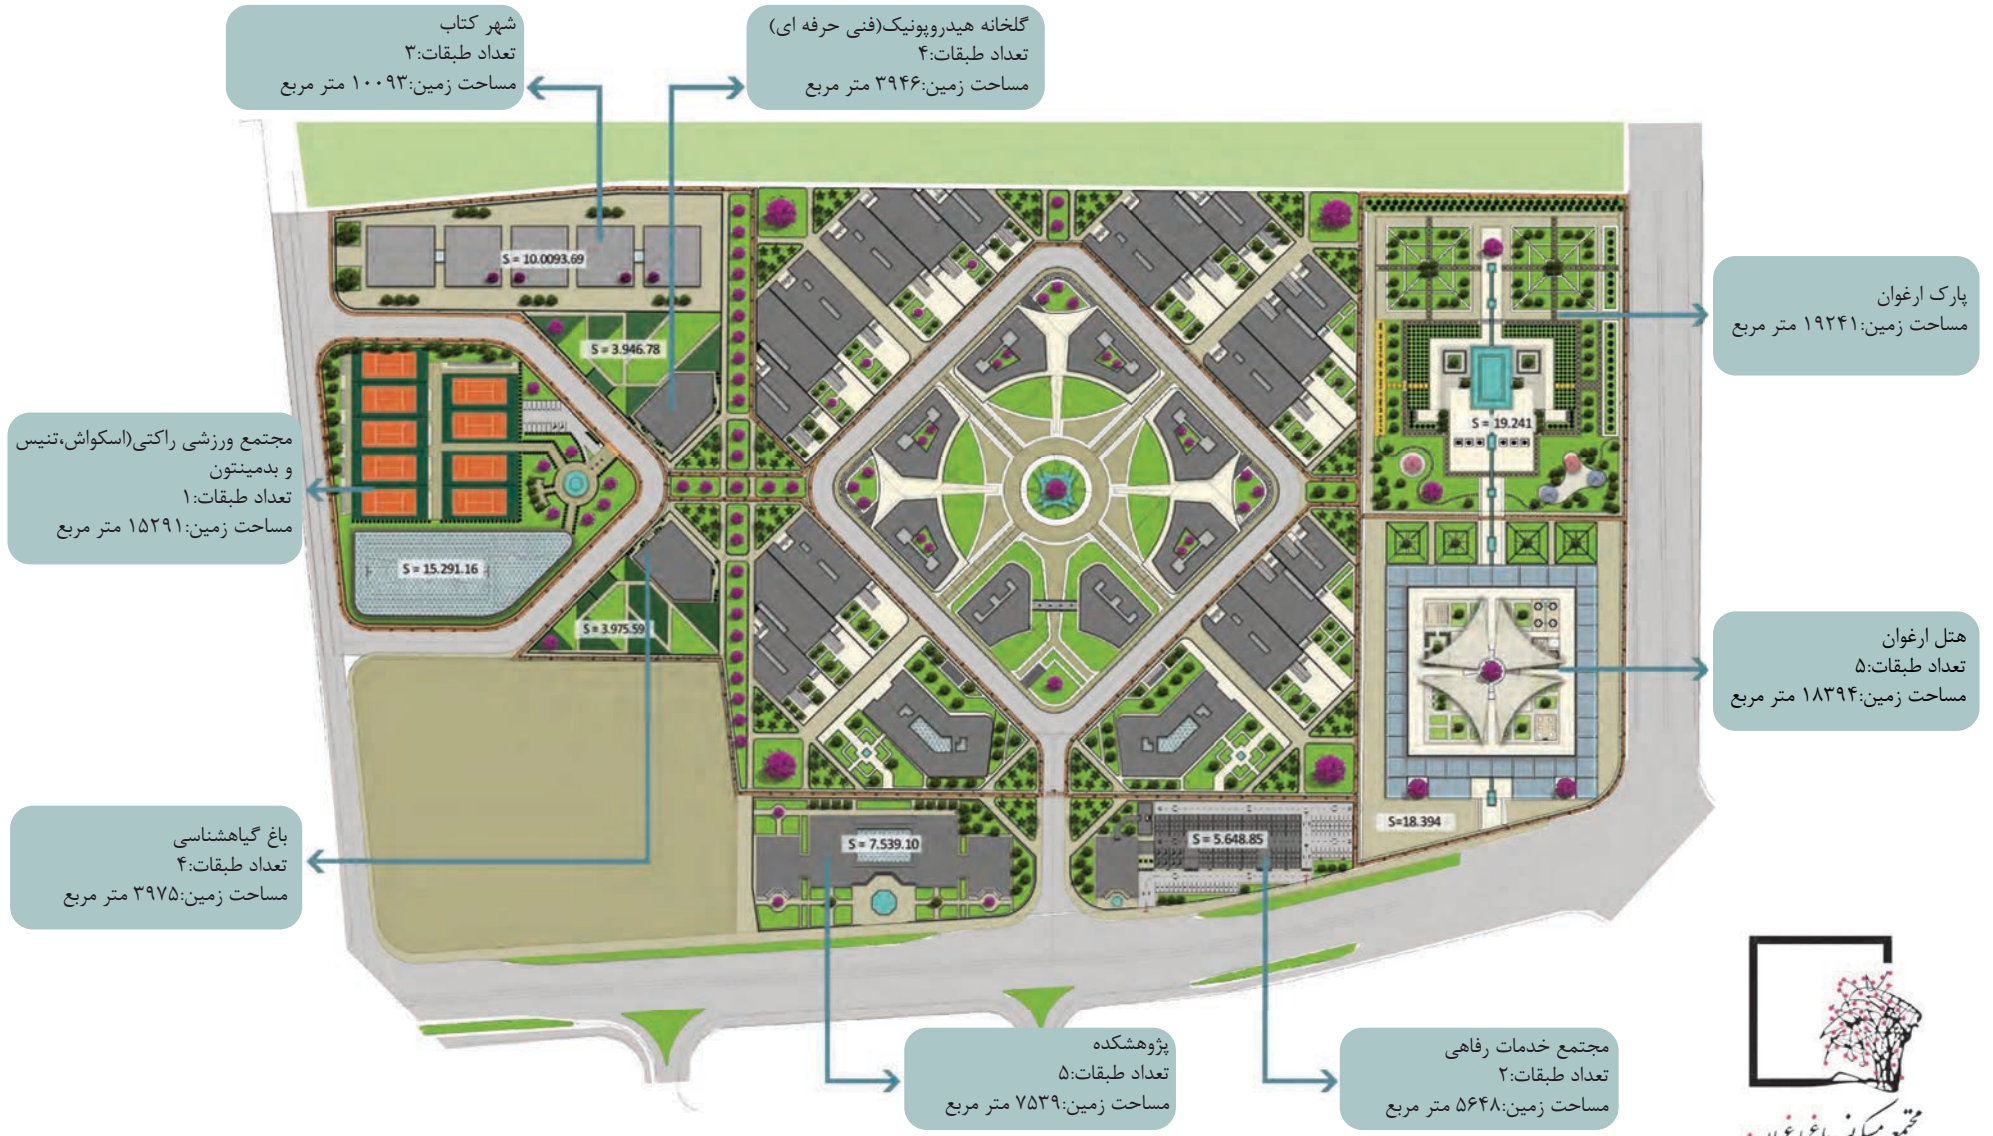 شهر کتاب
تعداد طبقات:۳
مساحت زمین:۱۰۰۹۳ متر مربع
گلخانه هیدروپونیک(فنی حرفه ای)
تعداد طبقات:۴
مساحت زمین:۳۹۴۶ متر مربع
S = 10.0093.69
S = 3.946.78
پارک ارغوان
مساحت زمین:۱۹۲۴۱ متر مربع
S = 19.241
مجتمع ورزشی راکتی(اسکواش،تنیس
و بدمینتون
تعداد طبقات:۱
مساحت زمین:۱۵۲۹۱ متر مربع
S = 15.291.16
S = 3.975.59
هتل ارغوان
تعداد طبقات:۵
مساحت زمین:۱۸۳۹۴ متر مربع
S=18.394
باغ گیاهشناسی
تعداد طبقات:۴
مساحت زمین:۳۹۷۵ متر مربع
S = 7.539.10
S = 5.648.85
پژوهشکده
تعداد طبقات:۵
مساحت زمین:۷۵۳۹ متر مربع
مجتمع خدمات رفاهی
تعداد طبقات:۲
مساحت زمین:۵۶۴۸ متر مربع
مجتمع مسکونی باغ ارغوان